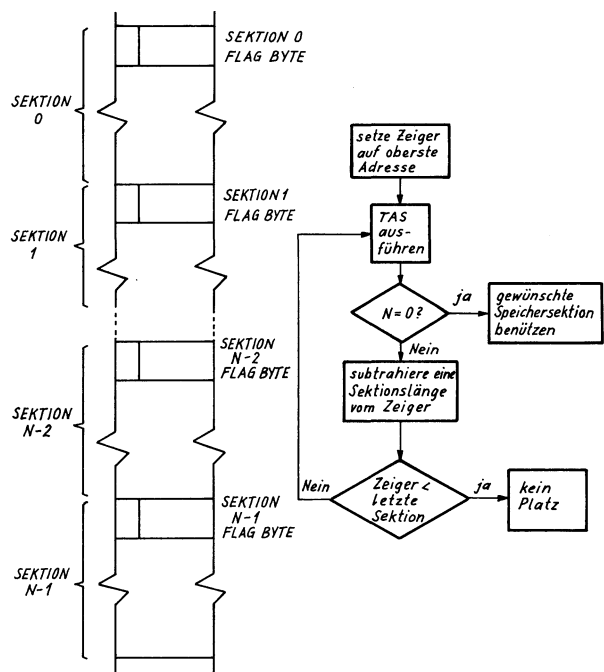 SEKTION 0
FLAG BYTE
SEKTION
0
SEKTION 1
FLAG BYTE
SEKTION
1
SEKTION
N-2
FLAG BYTE
SEKTION
N-2
SEKTION
N-1
FLAG BYTE
SEKTION
N-1
setze Zeiger
auf oberste
Adresse
TAS
aus-
führen
N=0?
ja
gewünschte
Speichersektion
benützen
Nein
subtrahiere eine
Sektionslänge
vom Zeiger
Zeiger <
letzte
Sektion
Nein
ja
kein
Platz